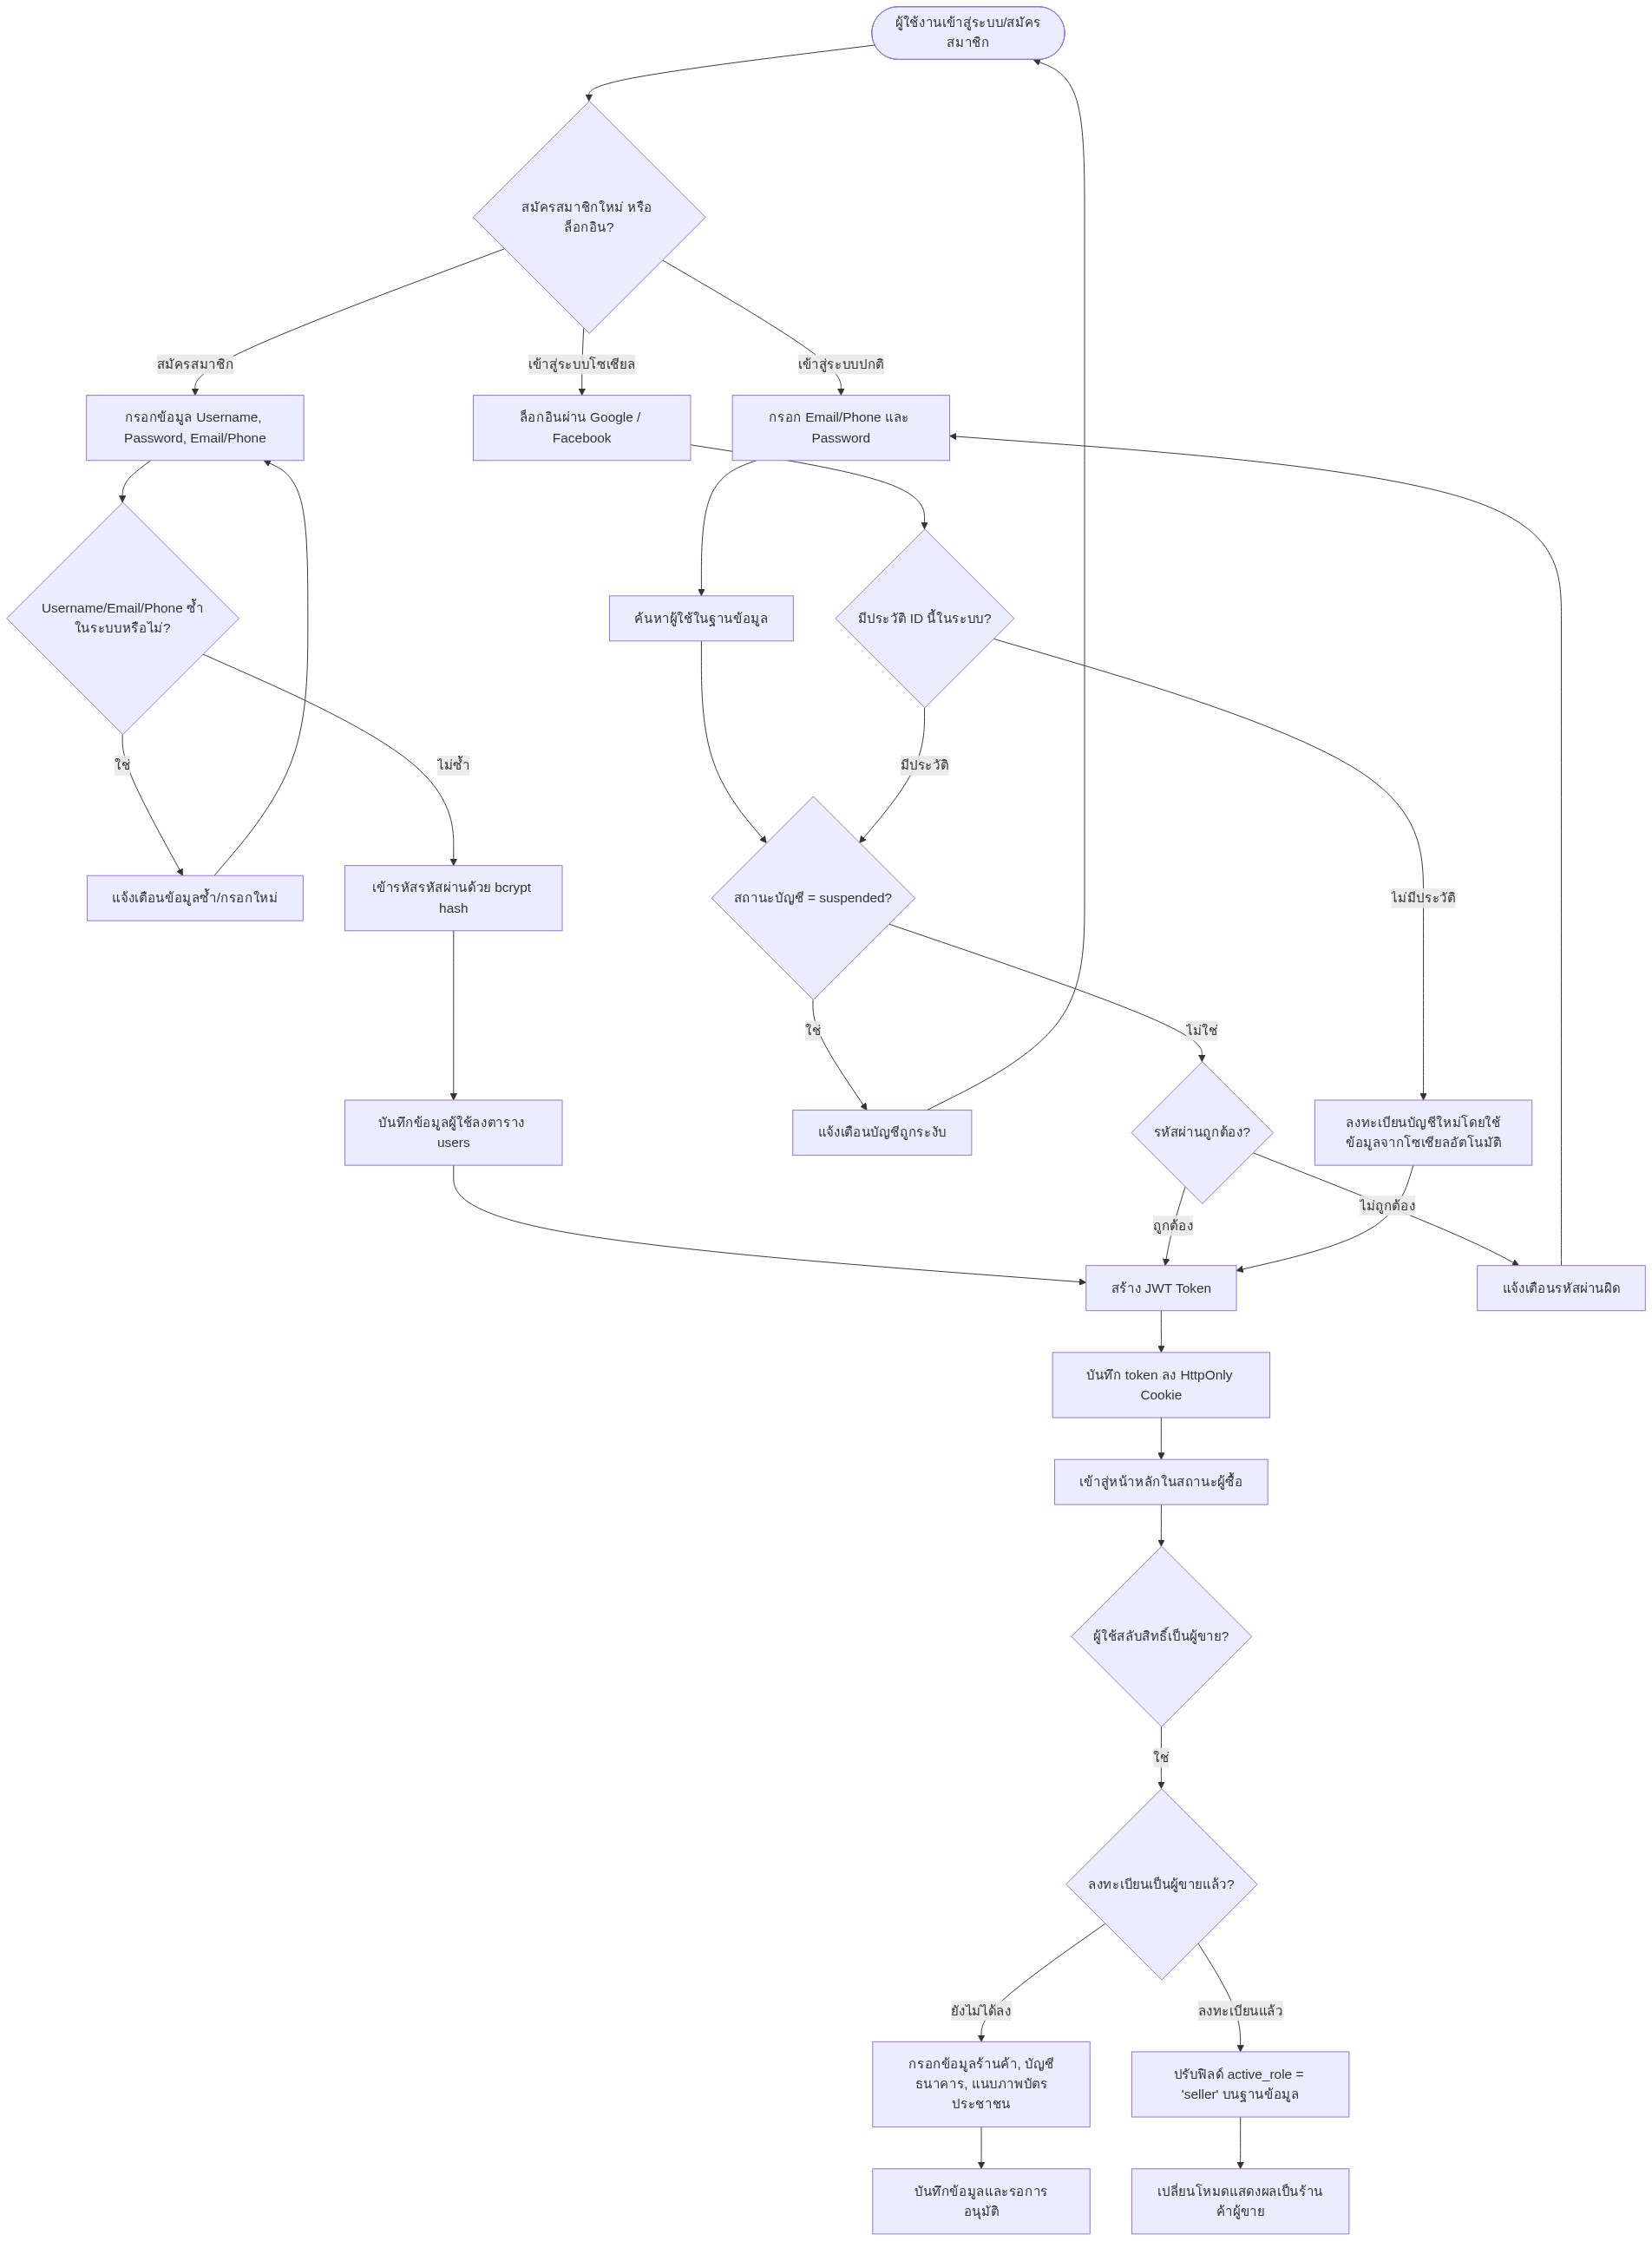 ผู้ใช้งานเข้าสู่ระบบ/สมัคร
สมาชิก
สมัครสมาชิกใหม่ หรือ
ล็อกอิน?
สมัครสมาชิก
เข้าสู่ระบบโซเชียล
เข้าสู่ระบบปกติ
กรอกข้อมูล Username,
Password, Email/Phone
ล็อกอินผ่าน Google /
Facebook
กรอก Email/Phone และ
Password
Username/Email/Phone ซ้ำ
ในระบบหรือไม่?
ค้นหาผู้ใช้ในฐานข้อมูล
มีประวัติ ID นี้ในระบบ?
ใช่
ไม่ซ้ำ
มีประวัติ
แจ้งเตือนข้อมูลซ้ำ/กรอกใหม่
เข้ารหัสรหัสผ่านด้วย bcrypt
hash
สถานะบัญชี = suspended?
ไม่มีประวัติ
ใช่
ไม่ใช่
บันทึกข้อมูลผู้ใช้ลงตาราง
users
แจ้งเตือนบัญชีถูกระงับ
รหัสผ่านถูกต้อง?
ลงทะเบียนบัญชีใหม่โดยใช้
ข้อมูลจากโซเชียลอัตโนมัติ
ถูกต้อง
ไม่ถูกต้อง
สร้าง JWT Token
แจ้งเตือนรหัสผ่านผิด
บันทึก token ลง HttpOnly
Cookie
เข้าสู่หน้าหลักในสถานะผู้ซื้อ
ผู้ใช้สลับสิทธิ์เป็นผู้ขาย?
ใช่
ลงทะเบียนเป็นผู้ขายแล้ว?
ยังไม่ได้ลง
ลงทะเบียนแล้ว
กรอกข้อมูลร้านค้า, บัญชี
ธนาคาร, แนบภาพบัตร
ประชาชน
ปรับฟิลด์ active_role =
'seller' บนฐานข้อมูล
บันทึกข้อมูลและรอการ
อนุมัติ
เปลี่ยนโหมดแสดงผลเป็นร้าน
ค้าผู้ขาย